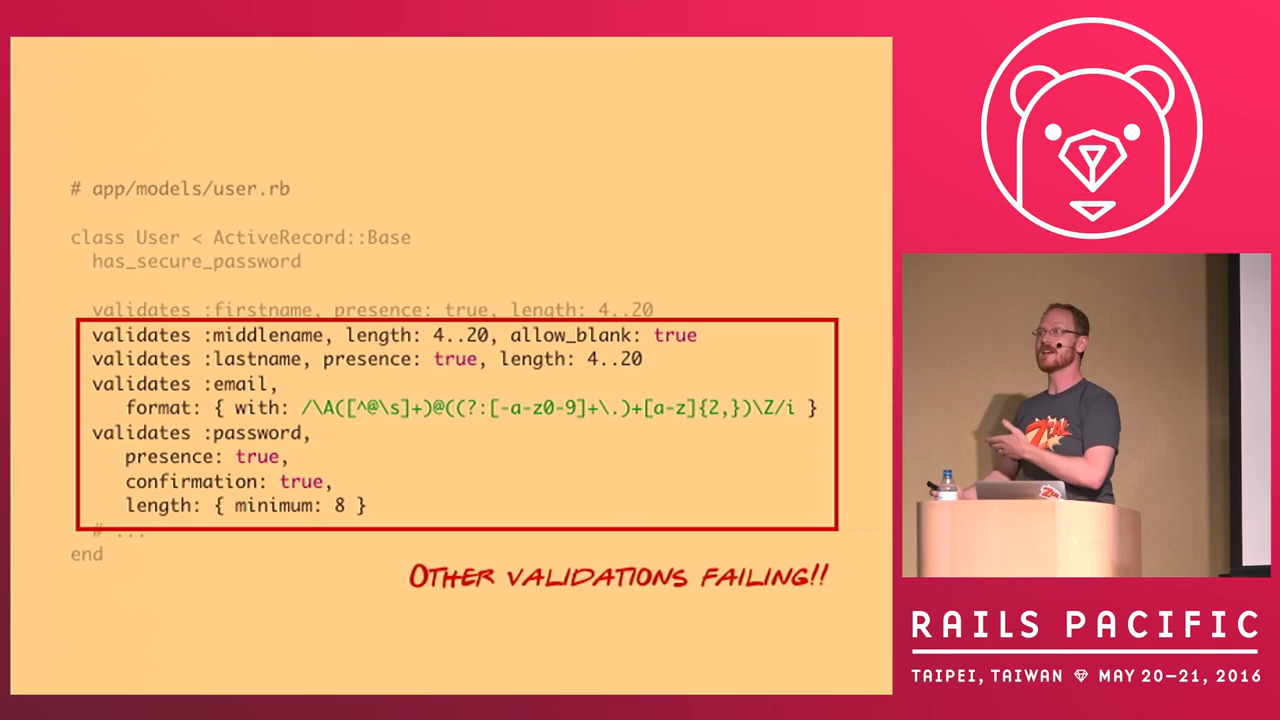 # app/models/user.rb
class User < ActiveRecord::Base
has_secure_password
validates :firstname, presence: true, length: 4..20
validates :middlename, length: 4..20, allow_blank: true
validates :lastname, presence: true, length: 4..20
validates :email,
format: { with: /\A([^@\s]+)@((?:[-a-z0-9]+\.)+[a-z]{2,})\Z/i }
validates :password,
presence: true,
confirmation: true,
length: { minimum: 8 }
# ...
end
OTHER VALIDATIONS FAILING!!
ZEAL
RAILS PACIFIC
TAIPEI, TAIWAN MAY 20–21, 2016